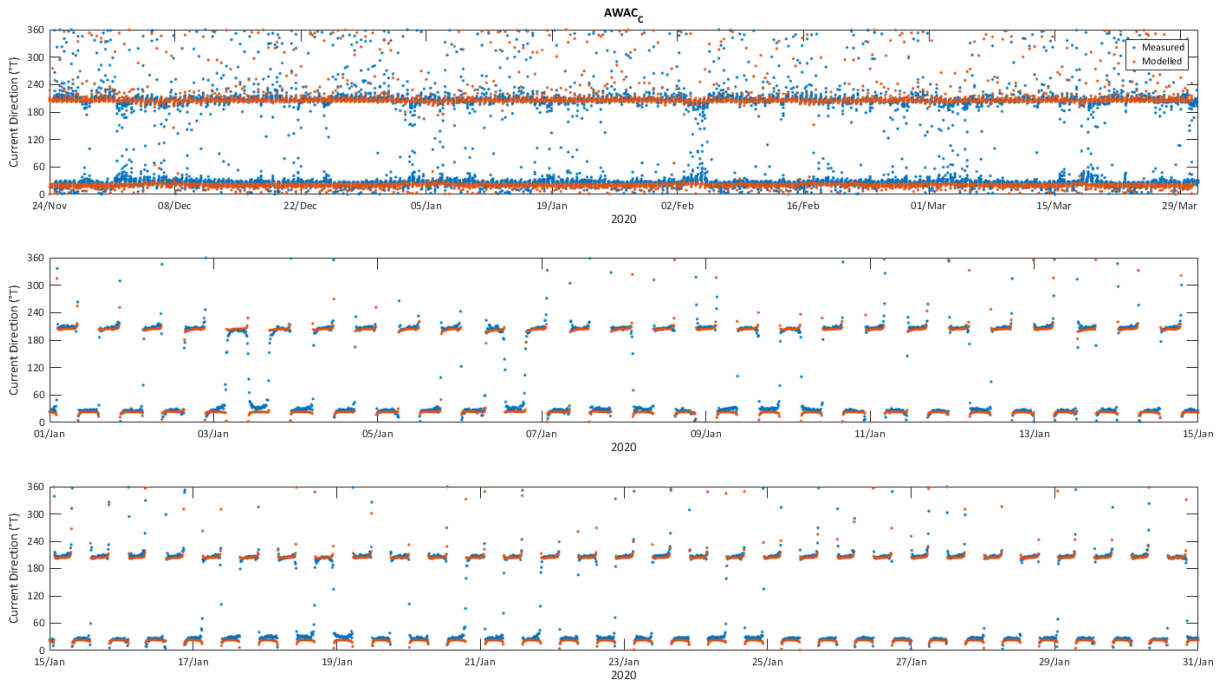 AWAC_C
360
300
240
180
120
60
0
Current Direction (°T)
Measured
Modelled
24/Nov 08/Dec 22/Dec 05/Jan 19/Jan 02/Feb 16/Feb 01/Mar 15/Mar 29/Mar
2020
360
300
240
180
120
60
0
Current Direction (°T)
01/Jan 03/Jan 05/Jan 07/Jan 09/Jan 11/Jan 13/Jan 15/Jan
2020
360
300
240
180
120
60
0
Current Direction (°T)
15/Jan 17/Jan 19/Jan 21/Jan 23/Jan 25/Jan 27/Jan 29/Jan 31/Jan
2020